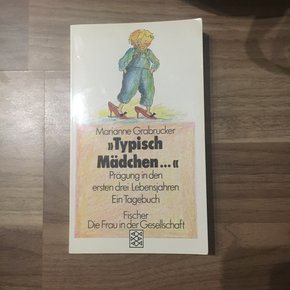 Marianne Grabrucker
»Typisch
Mädchen...«
Prägung in den
ersten drei Lebensjahren
Ein Tagebuch
Fischer
Die Frau in der Gesellschaft